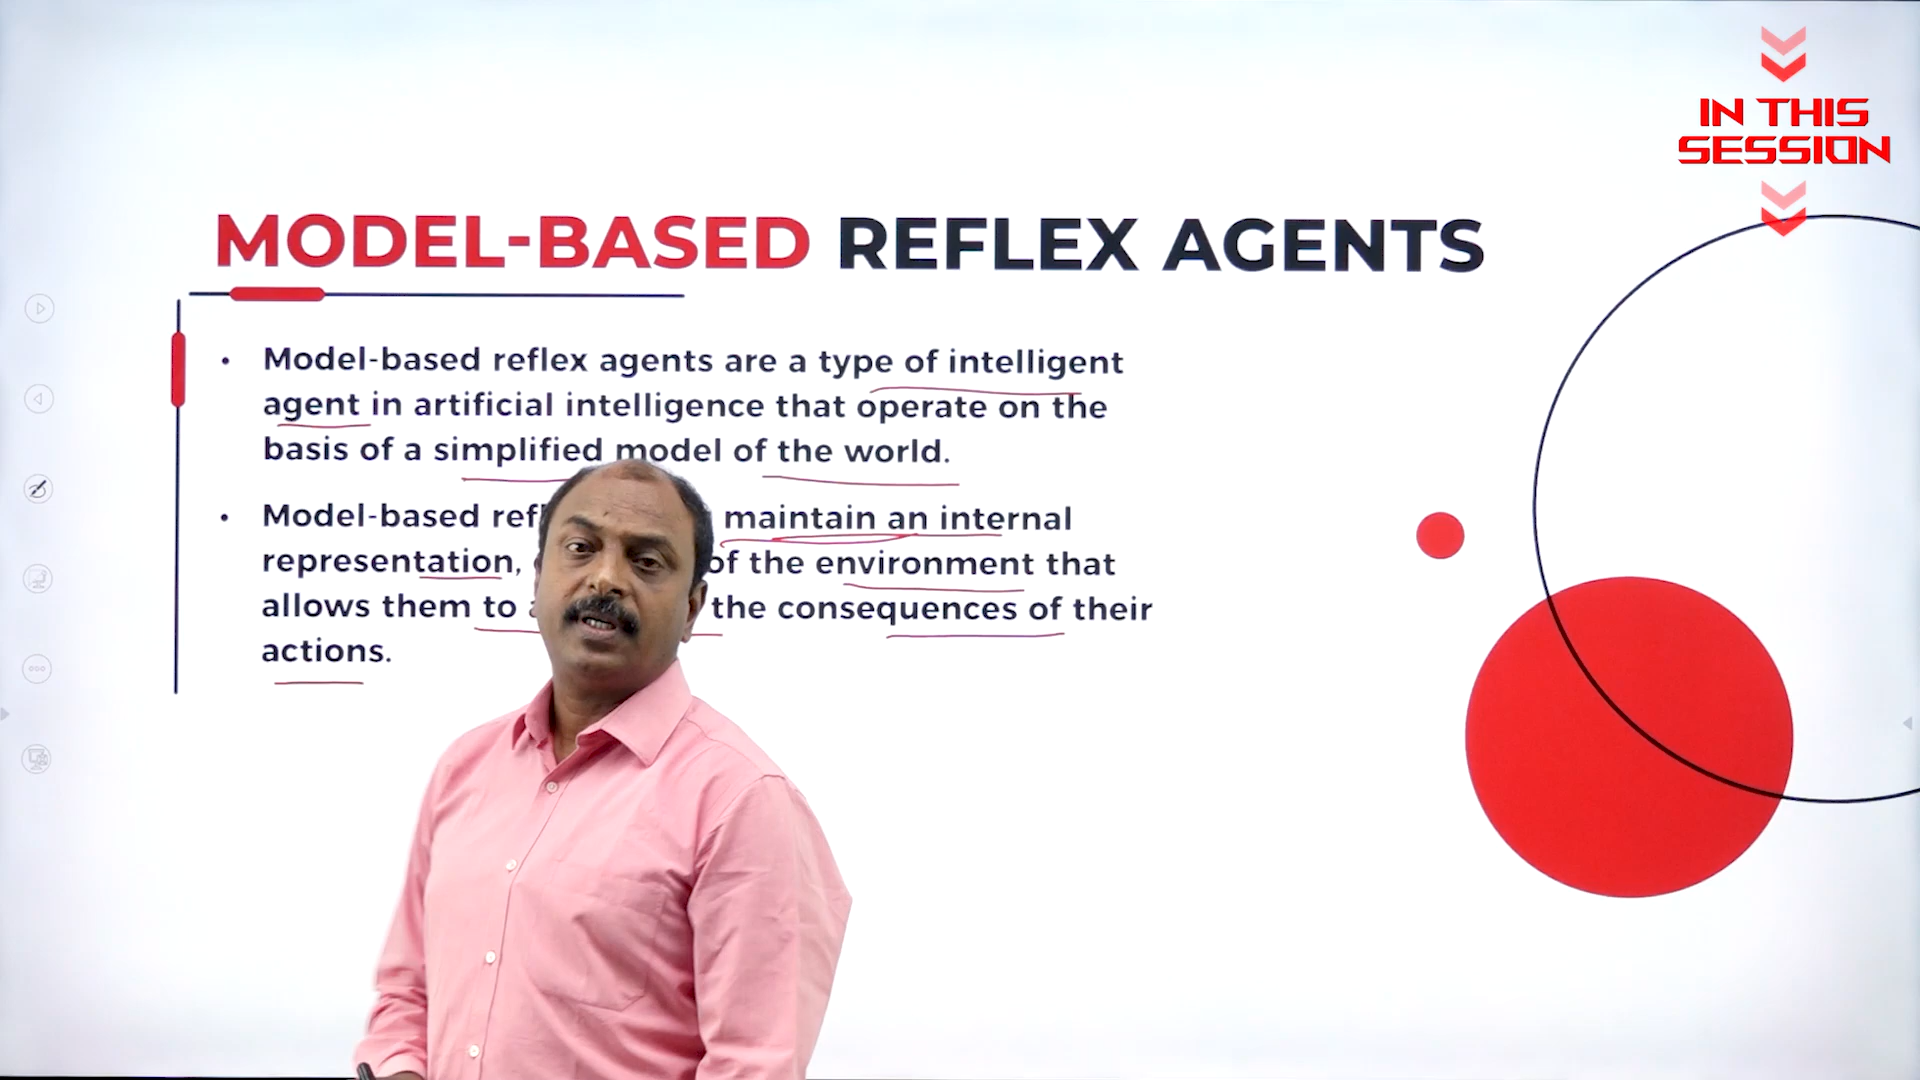 IN THIS
SESSION
MODEL-BASED REFLEX AGENTS
• Model-based reflex agents are a type of intelligent
agent in artificial intelligence that operate on the
basis of a simplified model of the world.
• Model-based maintain an internal
representation, of the environment that
allows them to the consequences of their
actions.